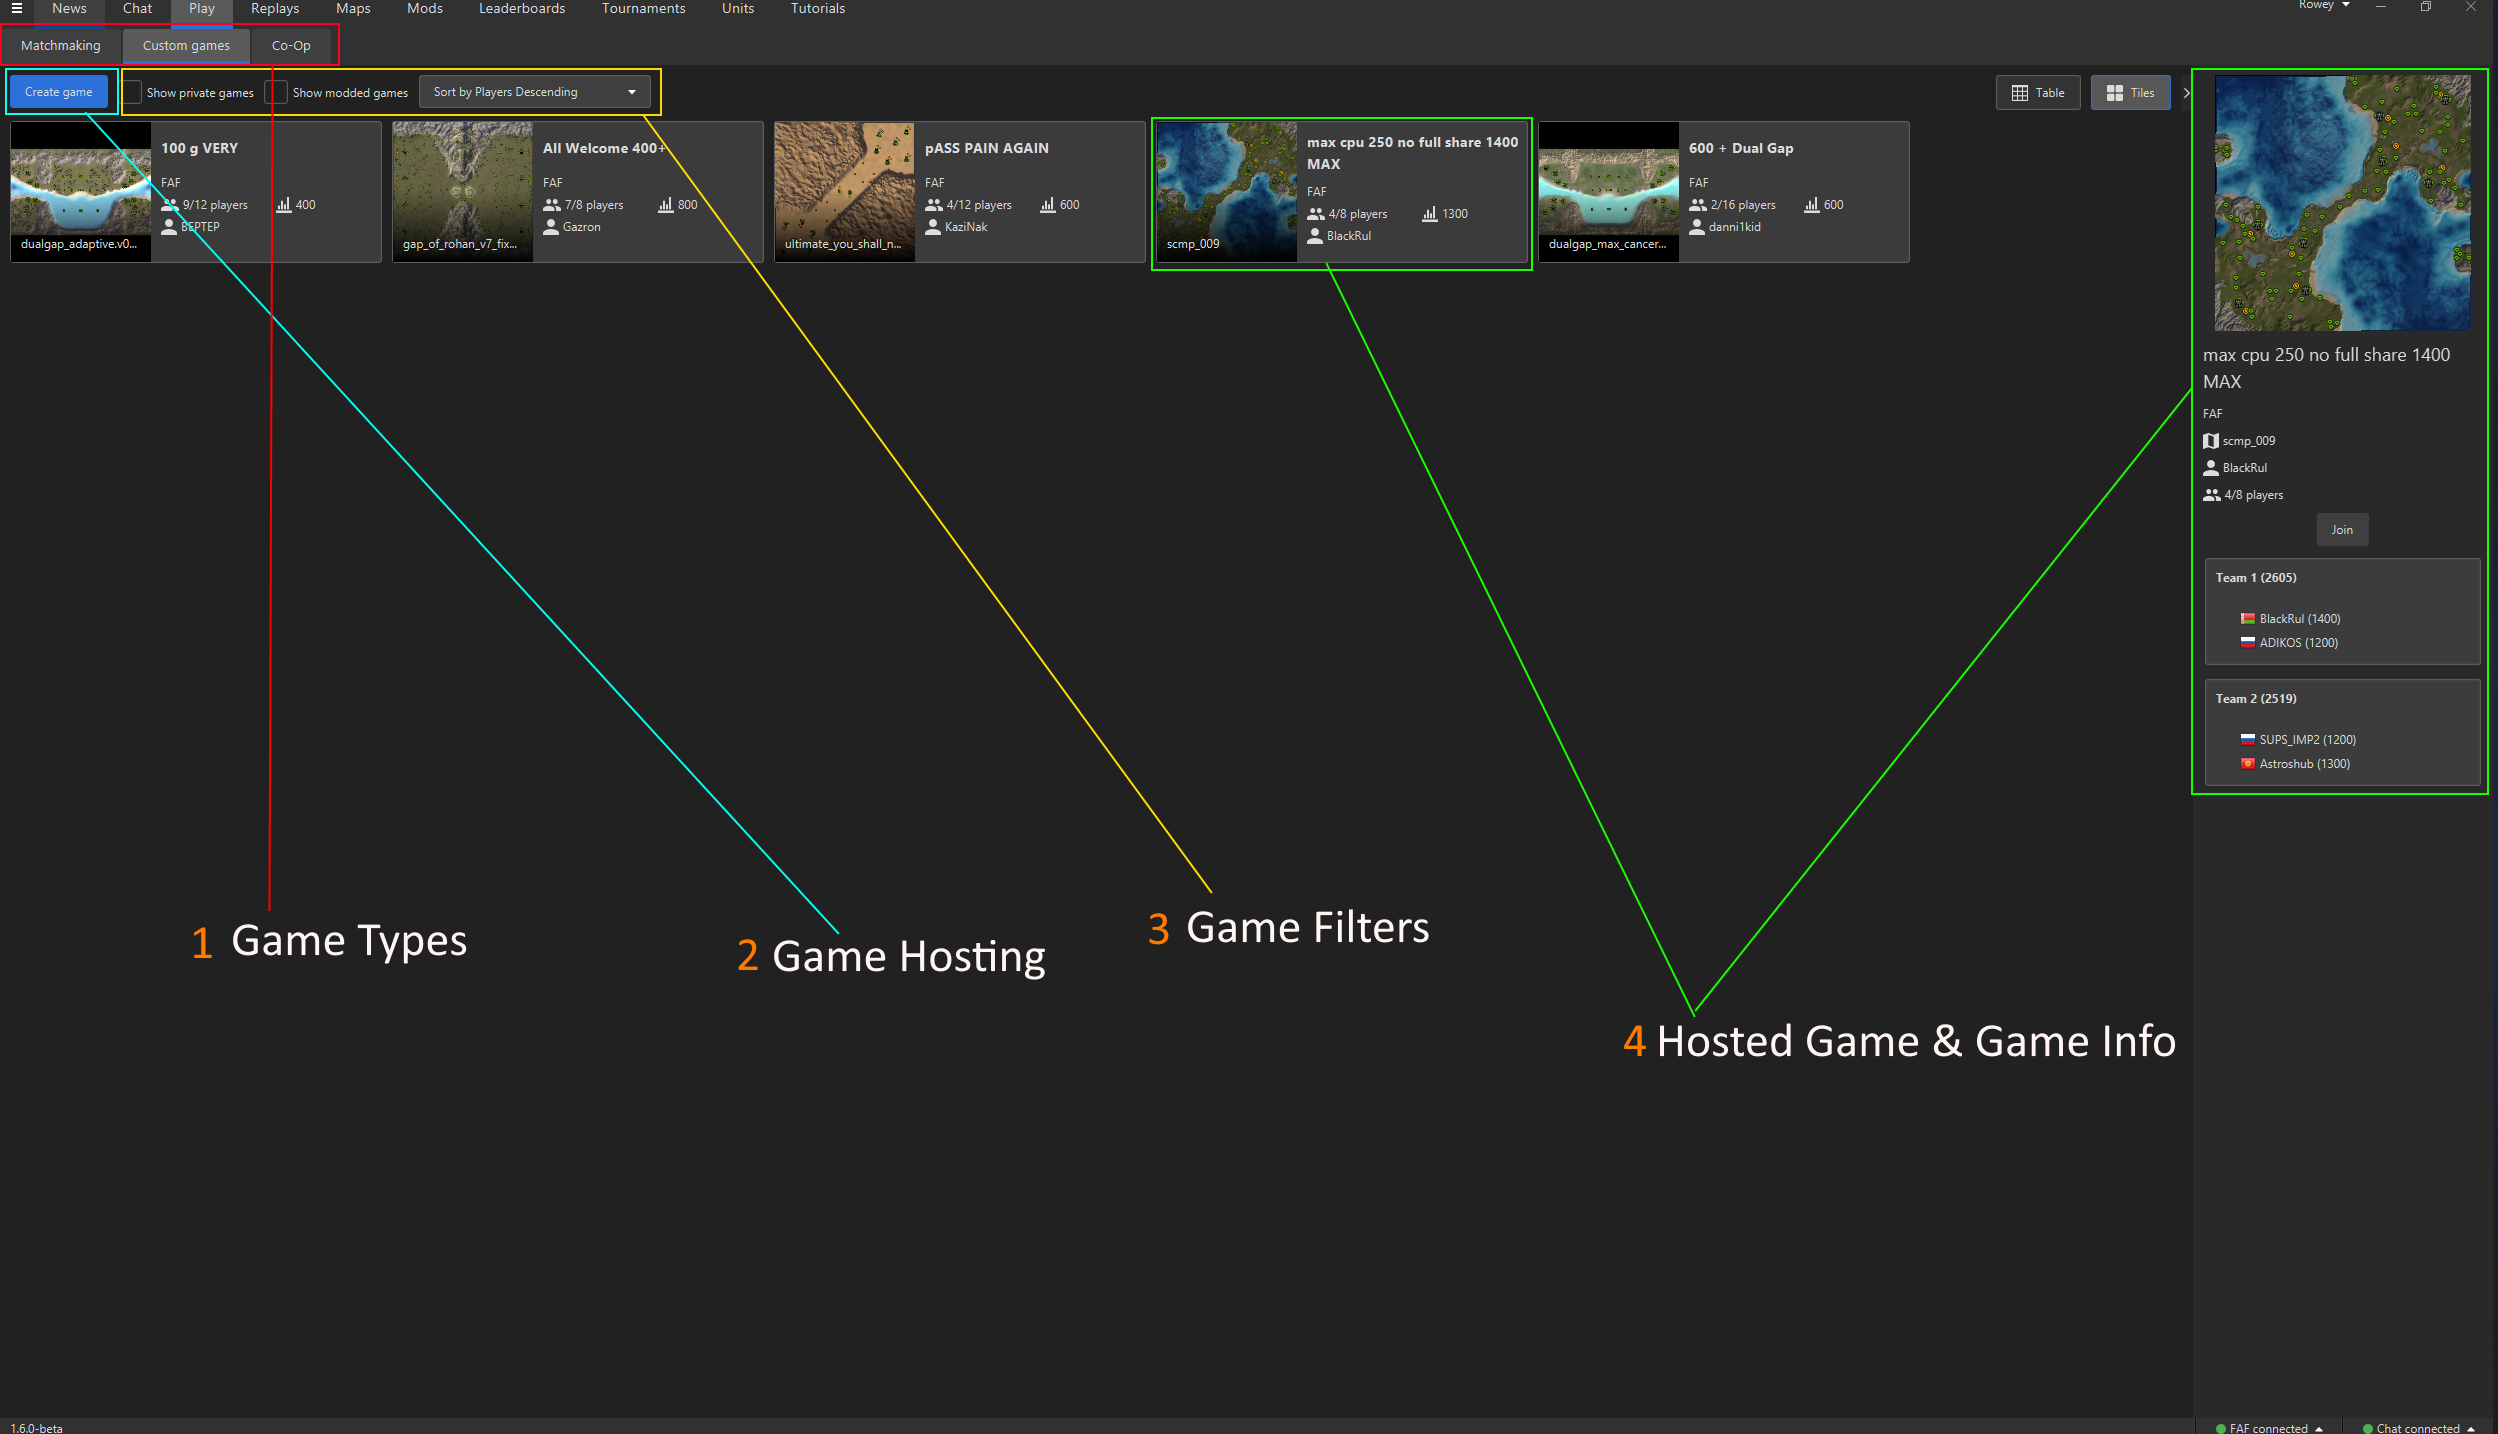 News Chat Play Replays Maps Mods Leaderboards Tournaments Units Tutorials Rowey
Matchmaking Custom games Co-Op
Create game Show private games Show modded games Sort by Players Descending Table Tiles
100 g VERY
FAF
9/12 players 400
BEPTEP
dualgap_adaptive.v0...
All Welcome 400+
FAF
7/8 players 800
Gazron
gap_of_rohan_v7_fix...
pASS PAIN AGAIN
FAF
4/12 players 600
KaziNak
ultimate_you_shall_n...
max cpu 250 no full share 1400
MAX
FAF
4/8 players 1300
BlackRul
scmp_009
600 + Dual Gap
FAF
2/16 players 600
danni1kid
dualgap_max_cancer...
max cpu 250 no full share 1400
MAX
FAF
scmp_009
BlackRul
4/8 players
Join
Team 1 (2605)
BlackRul (1400)
ADIKOS (1200)
Team 2 (2519)
SUPS_IMP2 (1200)
Astroshub (1300)
1 Game Types
2 Game Hosting
3 Game Filters
4 Hosted Game & Game Info
1.6.0-beta FAF connected Chat connected